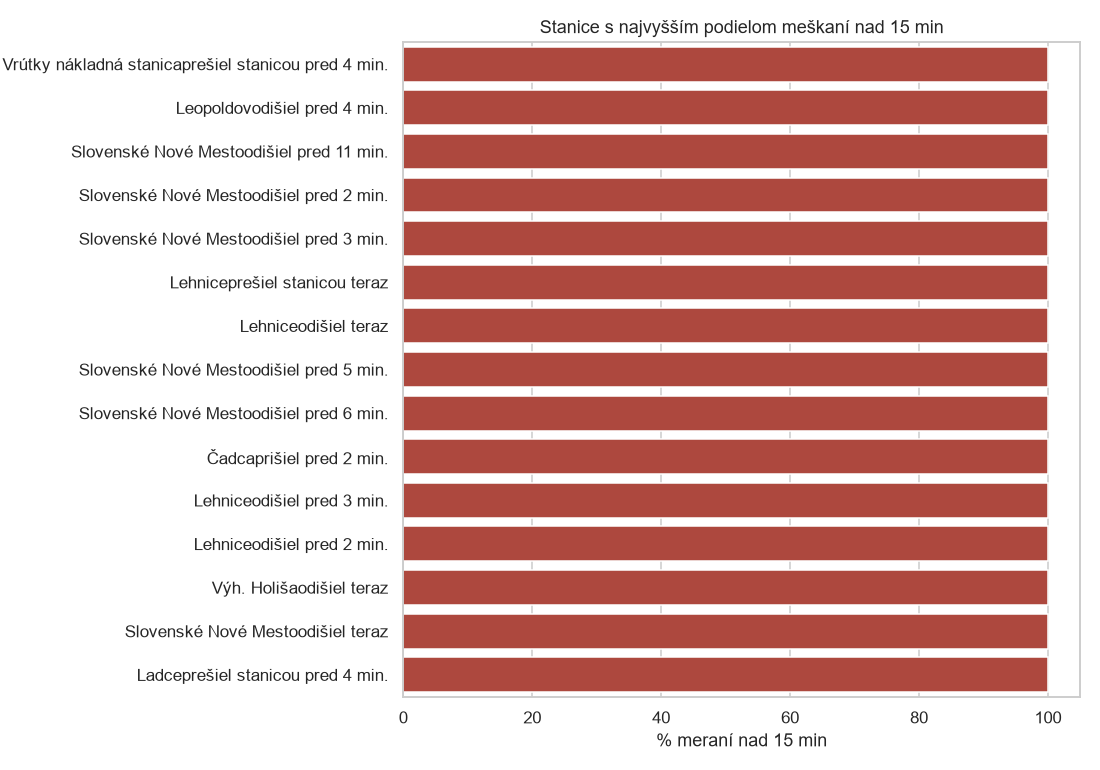 Stanice s najvyšším podielom meškaní nad 15 min
Vrútky nákladná stanicaprešiel stanicou pred 4 min.
Leopoldovodišiel pred 4 min.
Slovenské Nové Mestoodišiel pred 11 min.
Slovenské Nové Mestoodišiel pred 2 min.
Slovenské Nové Mestoodišiel pred 3 min.
Lehniceprešiel stanicou teraz
Lehniceodišiel teraz
Slovenské Nové Mestoodišiel pred 5 min.
Slovenské Nové Mestoodišiel pred 6 min.
Čadcaprišiel pred 2 min.
Lehniceodišiel pred 3 min.
Lehniceodišiel pred 2 min.
Výh. Holišaodišiel teraz
Slovenské Nové Mestoodišiel teraz
Ladceprešiel stanicou pred 4 min.
0 20 40 60 80 100
% meraní nad 15 min